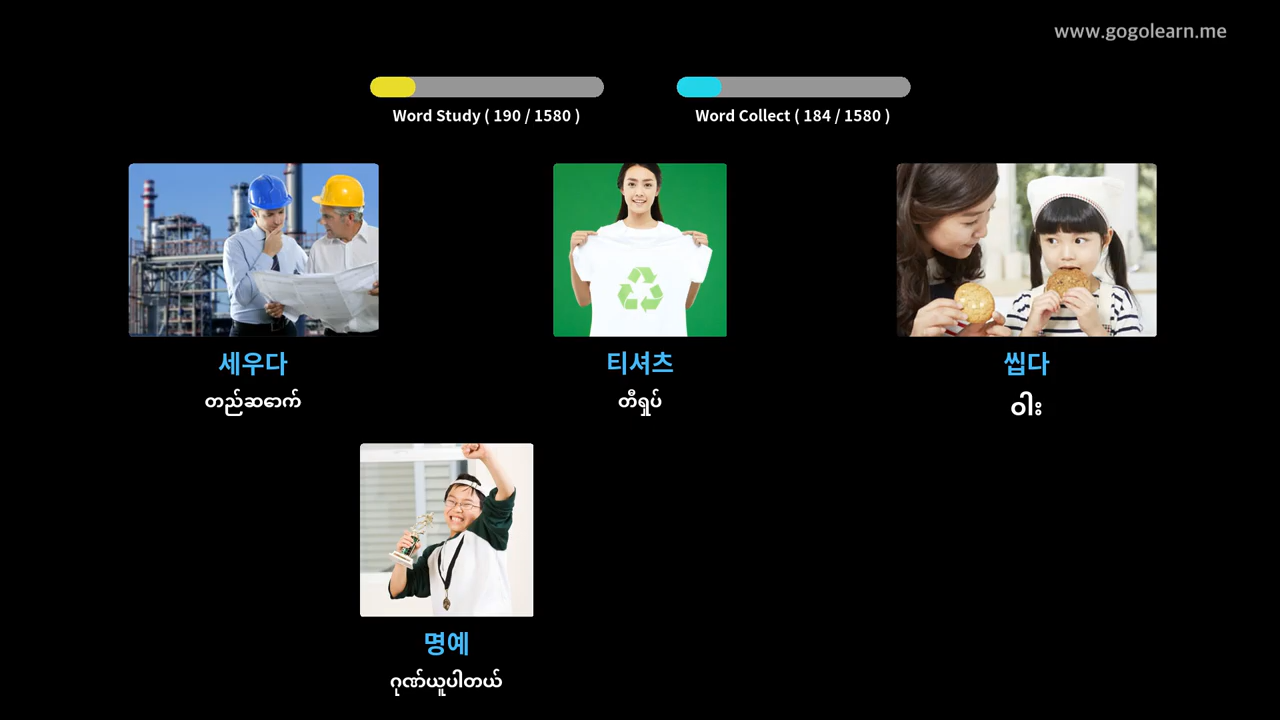 www.gogolearn.me
Word Study ( 190 / 1580 )
Word Collect ( 184 / 1580 )
세우다
တည်ဆောက်
티셔츠
တီရှပ်
씹다
ဝါး
명예
ဂုဏ်ယူပါတယ်